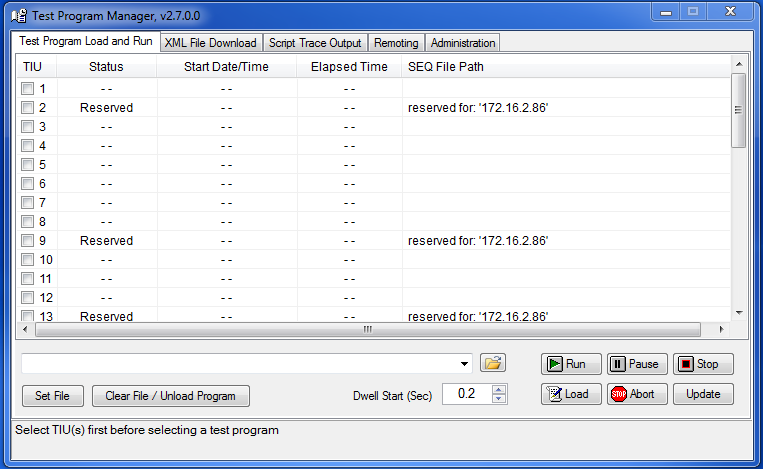 Test Program Manager, v2.7.0.0
Test Program Load and Run XML File Download Script Trace Output Remoting Administration
TIU Status Start Date/Time Elapsed Time SEQ File Path
1 -- -- --
2 Reserved -- -- reserved for: '172.16.2.86'
3 -- -- --
4 -- -- --
5 -- -- --
6 -- -- --
7 -- -- --
8 -- -- --
9 Reserved -- -- reserved for: '172.16.2.86'
10 -- -- --
11 -- -- --
12 -- -- --
13 Reserved -- -- reserved for: '172.16.2.86'
Run Pause Stop
Set File Clear File / Unload Program Dwell Start (Sec) 0.2 Load STOP Abort Update
Select TIU(s) first before selecting a test program